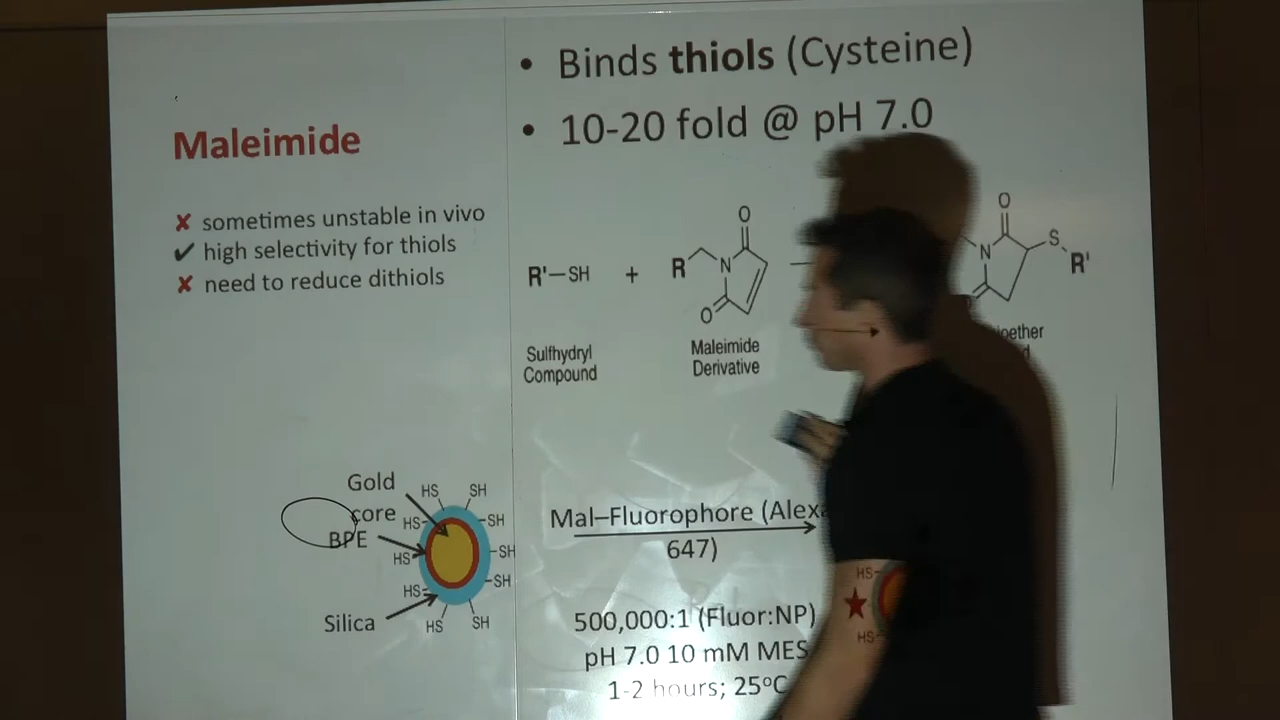 Maleimide
✘ sometimes unstable in vivo
✔ high selectivity for thiols
✘ need to reduce dithiols
• Binds thiols (Cysteine)
• 10-20 fold @ pH 7.0
R'—SH + R N O O
N O S R'
Sulfhydryl
Compound
Maleimide
Derivative
Gold
core
BPE
Silica
HS SH
HS SH
HS SH
HS SH
HS SH
Mal–Fluorophore (Alexa
647)
500,000:1 (Fluor:NP)
pH 7.0 10 mM MES
1-2 hours; 25°C
HS
HS